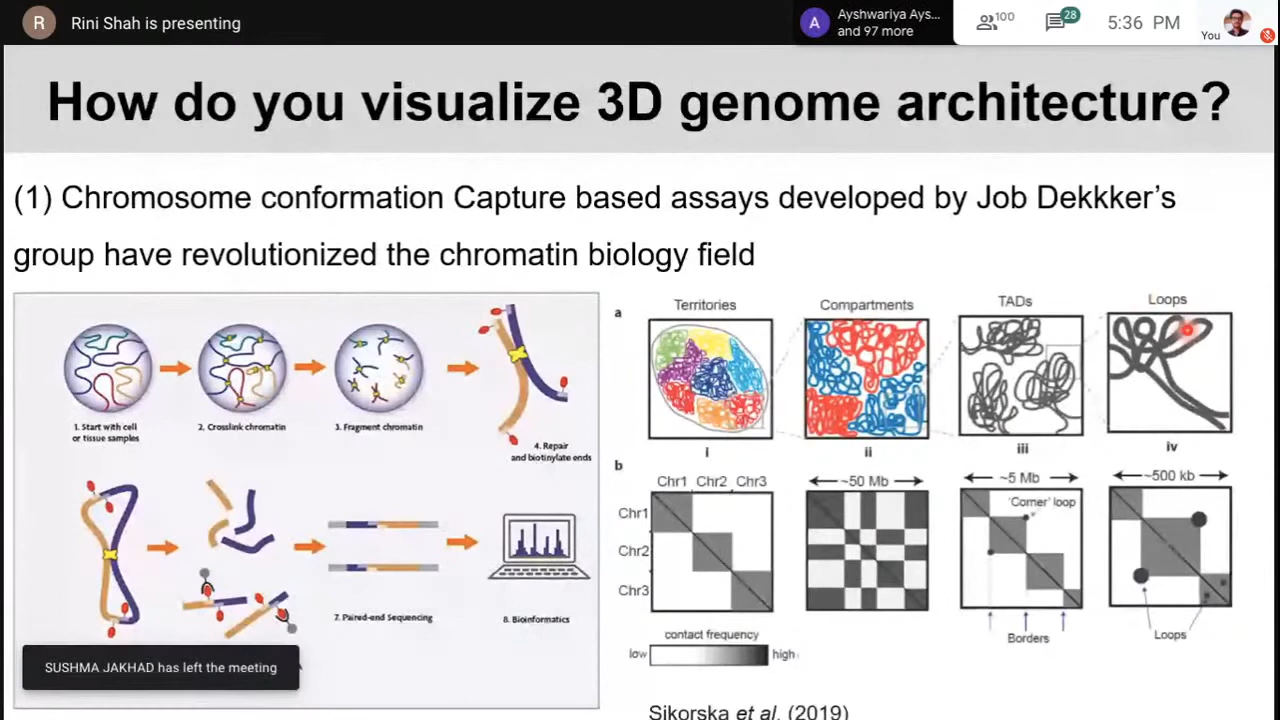 R
Rini Shah is presenting
A
Ayshwariya Ays...
and 97 more
100
28
5:36 PM
You
How do you visualize 3D genome architecture?
(1) Chromosome conformation Capture based assays developed by Job Dekkker's
group have revolutionized the chromatin biology field
1. Start with cell
or tissue samples
2. Crosslink chromatin
3. Fragment chromatin
4. Repair
and biotinylate ends
7. Paired-end Sequencing
8. Bioinformatics
SUSHMA JAKHAD has left the meeting
a
Territories
Compartments
TADs
Loops
i
ii
iii
iv
b
Chr1 Chr2 Chr3
~50 Mb
~5 Mb
~500 kb
Chr1
Chr2
Chr3
'Corner' loop
Borders
Loops
contact frequency
low
high
Sikorska et al. (2019)